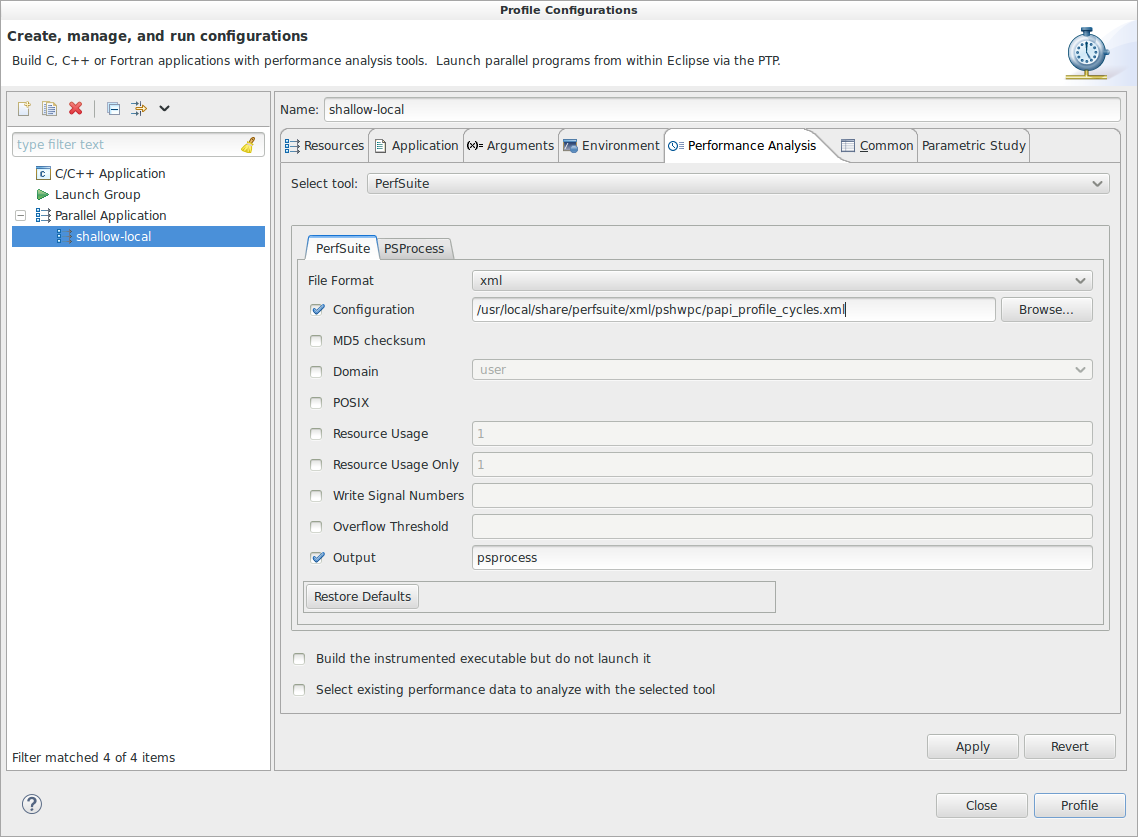 Profile Configurations
Create, manage, and run configurations
Build C, C++ or Fortran applications with performance analysis tools.  Launch parallel programs from within Eclipse via the PTP.
type filter text
C/C++ Application
Launch Group
Parallel Application
shallow-local
Filter matched 4 of 4 items
Name: shallow-local
Resources Application (x)= Arguments Environment Performance Analysis Common Parametric Study
Select tool: PerfSuite
PerfSuite PSProcess
File Format xml
Configuration /usr/local/share/perfsuite/xml/pshwpc/papi_profile_cycles.xml Browse...
MD5 checksum
Domain user
POSIX
Resource Usage 1
Resource Usage Only 1
Write Signal Numbers
Overflow Threshold
Output psprocess
Restore Defaults
Build the instrumented executable but do not launch it
Select existing performance data to analyze with the selected tool
Apply Revert
? Close Profile